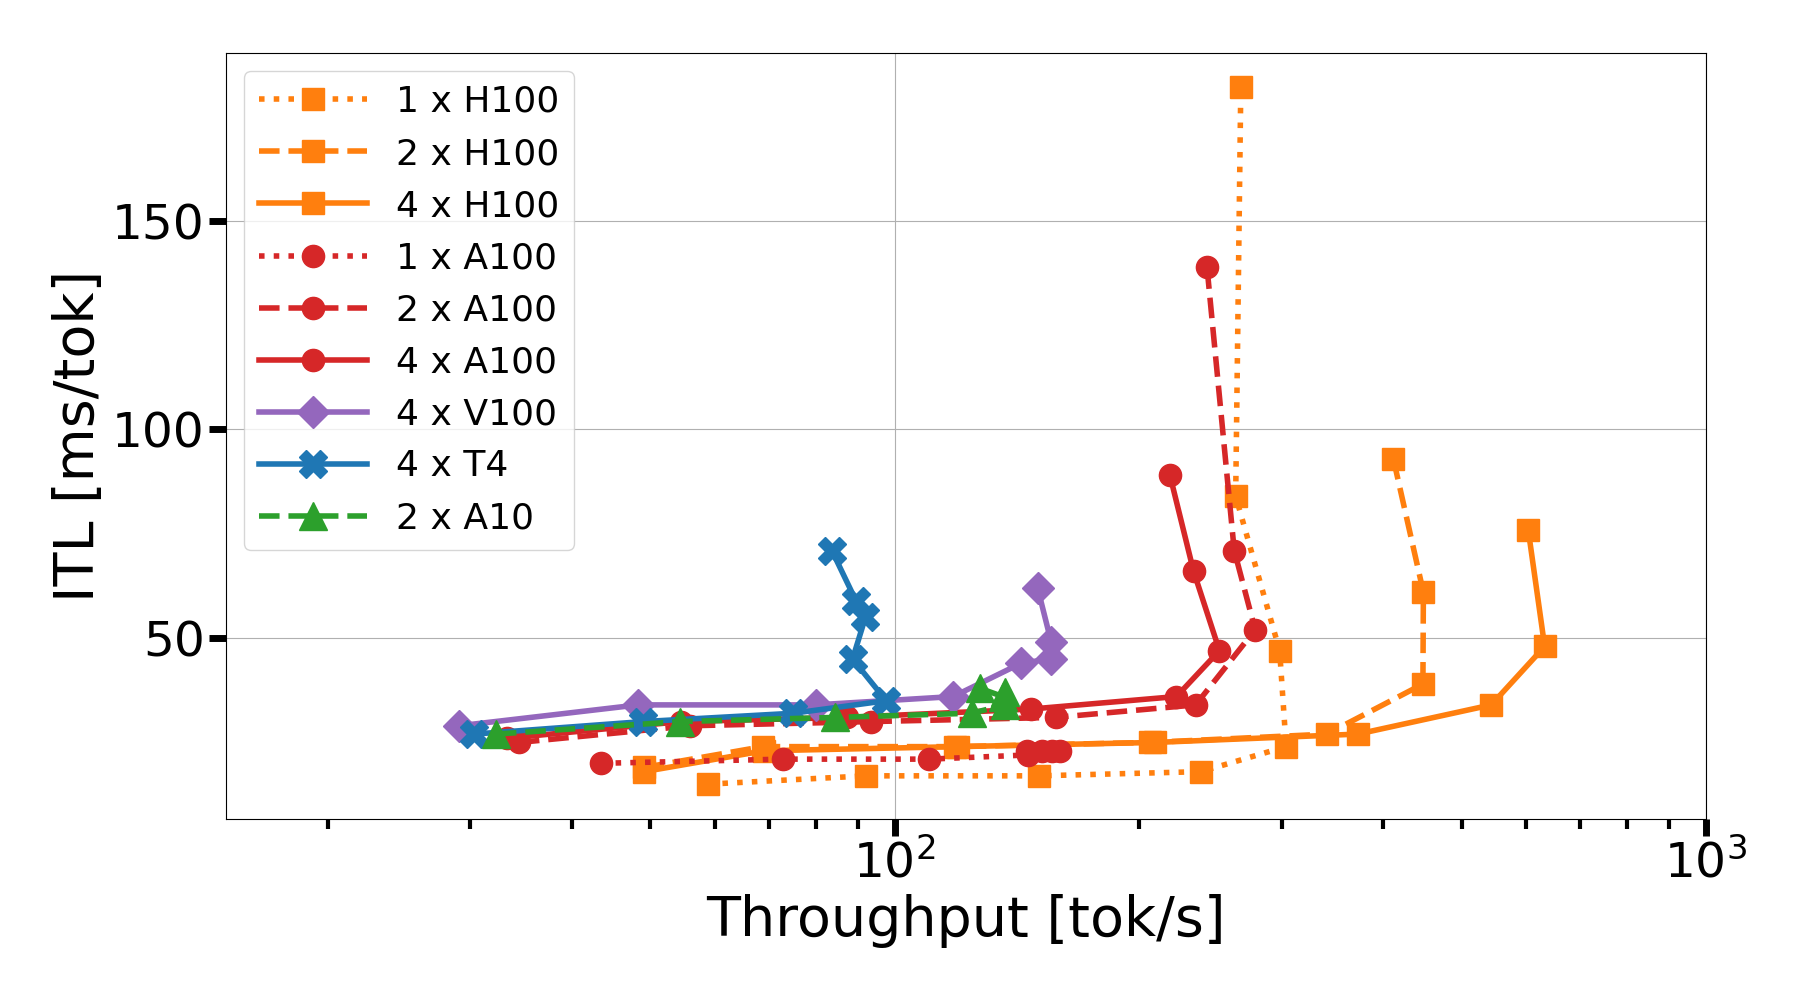 1 x H100
2 x H100
4 x H100
1 x A100
2 x A100
4 x A100
4 x V100
4 x T4
2 x A10
150
100
50
ITL [ms/tok]
10² 10³
Throughput [tok/s]